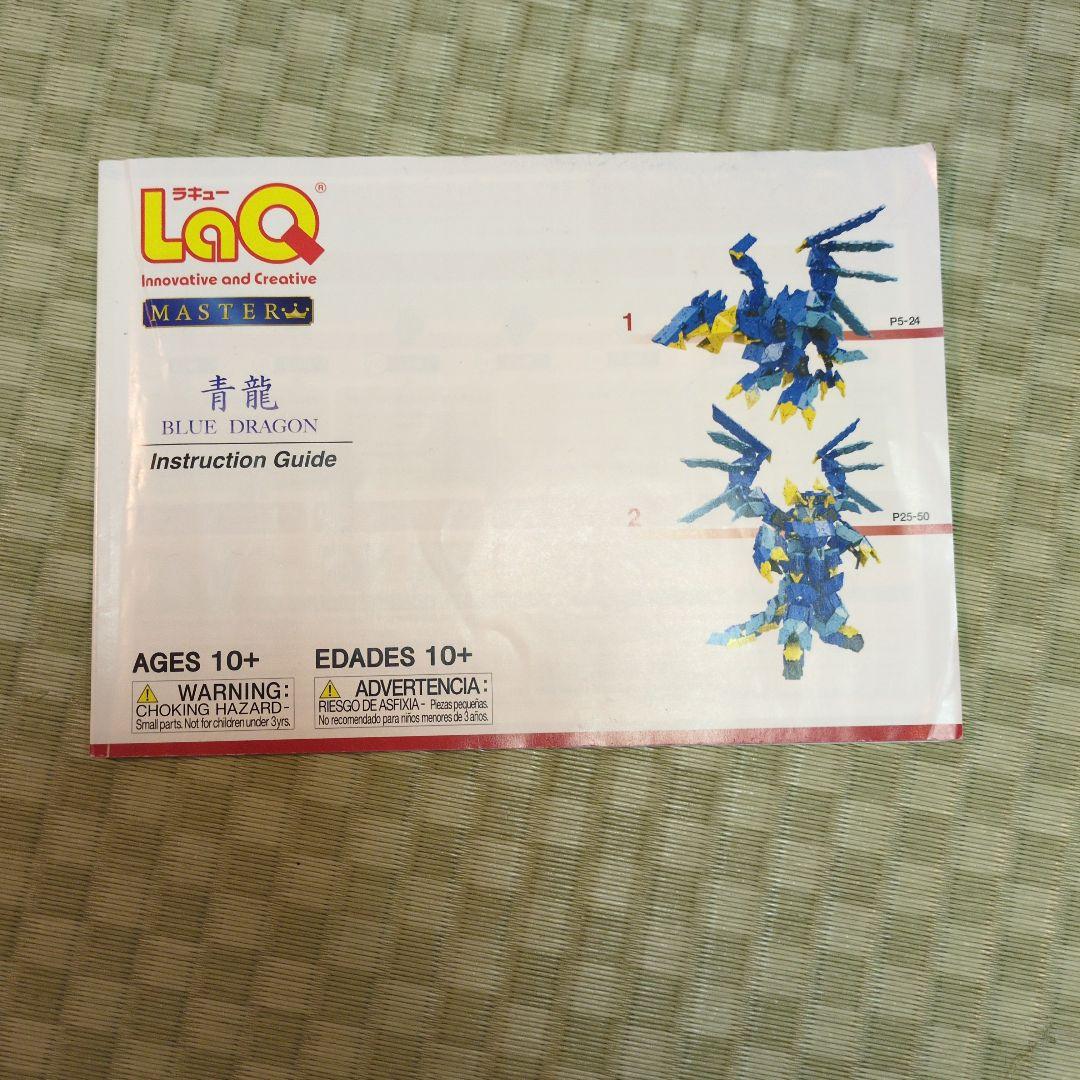 ラキュー
LaQ®
Innovative and Creative
MASTER
青龍
BLUE DRAGON
Instruction Guide
1
P5-24
2
P25-50
AGES 10+
WARNING:
CHOKING HAZARD-
Small parts. Not for children under 3yrs.
EDADES 10+
ADVERTENCIA:
RIESGO DE ASFIXIA- Piezas pequeñas.
No recomendado para niños menores de 3 años.